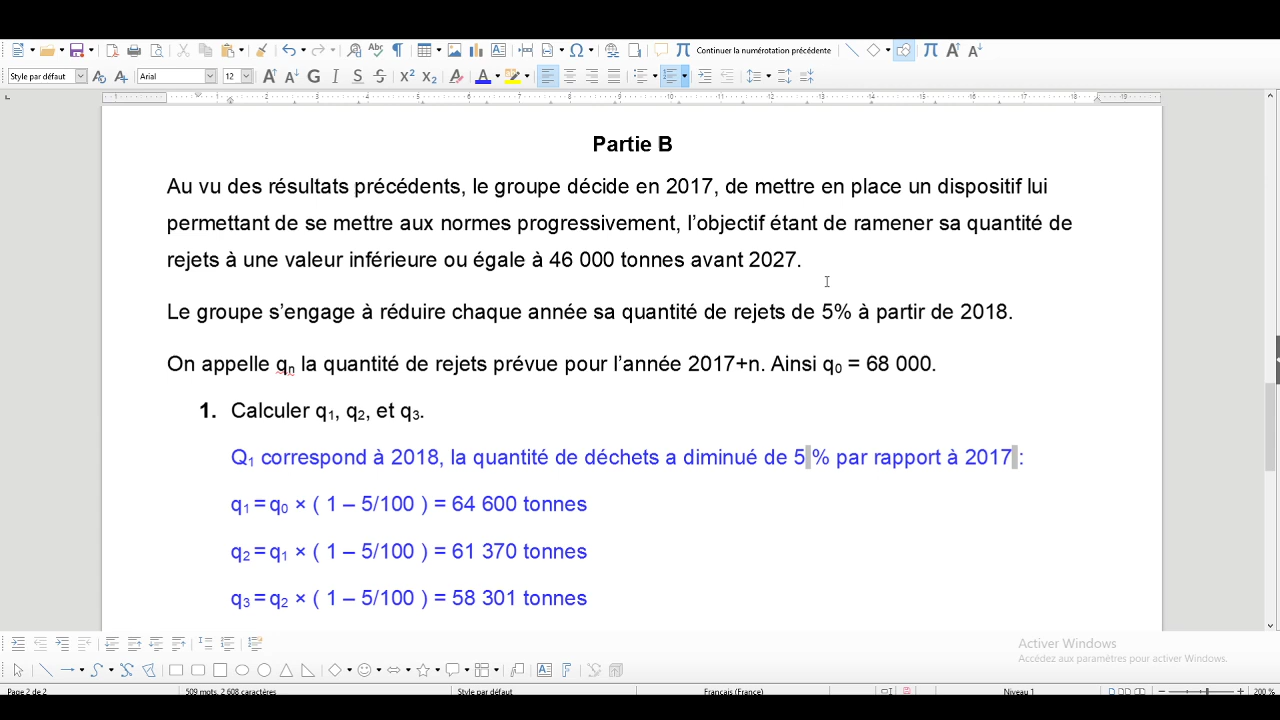 Continuer la numérotation précédente
Style par défaut
Arial
12
Partie B
Au vu des résultats précédents, le groupe décide en 2017, de mettre en place un dispositif lui
permettant de se mettre aux normes progressivement, l’objectif étant de ramener sa quantité de
rejets à une valeur inférieure ou égale à 46 000 tonnes avant 2027.
Le groupe s’engage à réduire chaque année sa quantité de rejets de 5% à partir de 2018.
On appelle qₙ la quantité de rejets prévue pour l’année 2017+n. Ainsi q₀ = 68 000.
1. Calculer q₁, q₂, et q₃.
Q₁ correspond à 2018, la quantité de déchets a diminué de 5 % par rapport à 2017 :
q₁ = q₀ × ( 1 – 5/100 ) = 64 600 tonnes
q₂ = q₁ × ( 1 – 5/100 ) = 61 370 tonnes
q₃ = q₂ × ( 1 – 5/100 ) = 58 301 tonnes
Activer Windows
Accédez aux paramètres pour activer Windows.
Page 2 de 2 509 mots, 2 608 caractères Style par défaut Français (France) Niveau 1 200 %